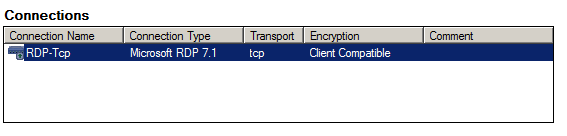 Connections
Connection Name Connection Type Transport Encryption Comment
RDP-Tcp Microsoft RDP 7.1 tcp Client Compatible